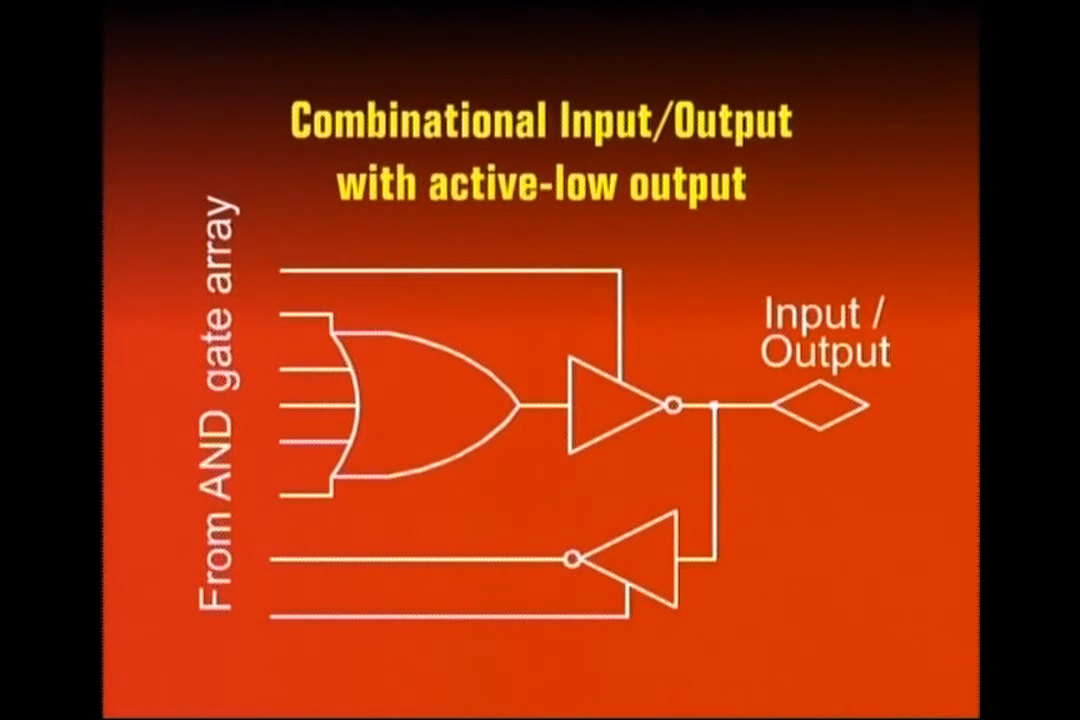 Combinational Input/Output
with active-low output
From AND gate array
Input /
Output